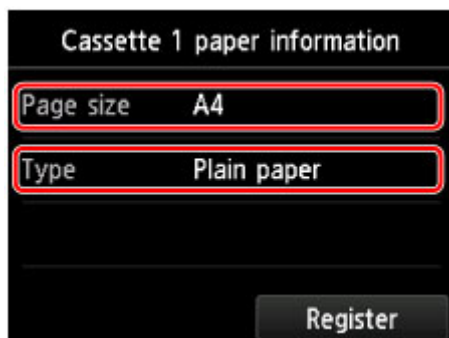 Cassette 1 paper information
Page size A4
Type Plain paper
Register